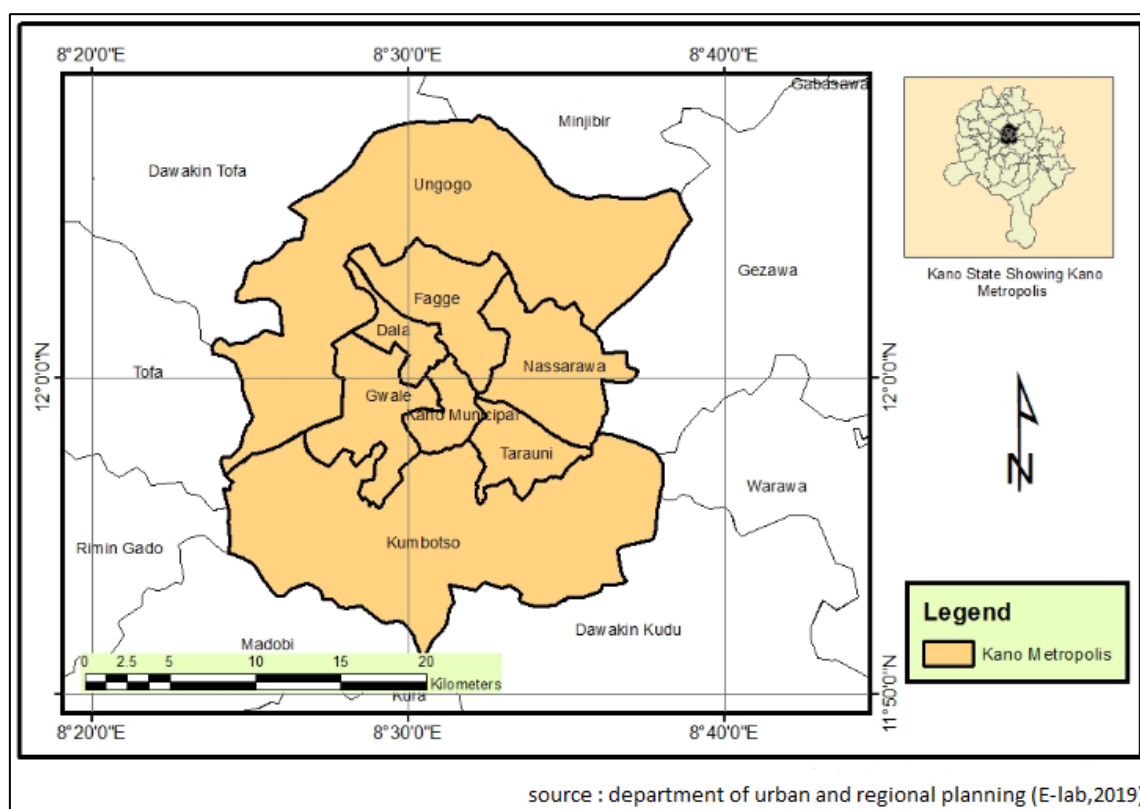 8°20'0"E
8°30'0"E
8°40'0"E
Gabasawa
Minjibir
Dawakin Tofa
Ungogo
Gezawa
Kano State Showing Kano
Metropolis
Fagge
Dala
Nassarawa
Tofa
12°0'0"N
12°0'0"N
Gwale
Kano Municipal
Tarauni
Warawa
N
Kumbotso
Rimin Gado
Dawakin Kudu
Madobi
Legend
Kano Metropolis
0 2.5 5 10 15 20
Kilometers
Kura
11°50'0"N
8°20'0"E
8°30'0"E
8°40'0"E
source : department of urban and regional planning (E-lab,2019)